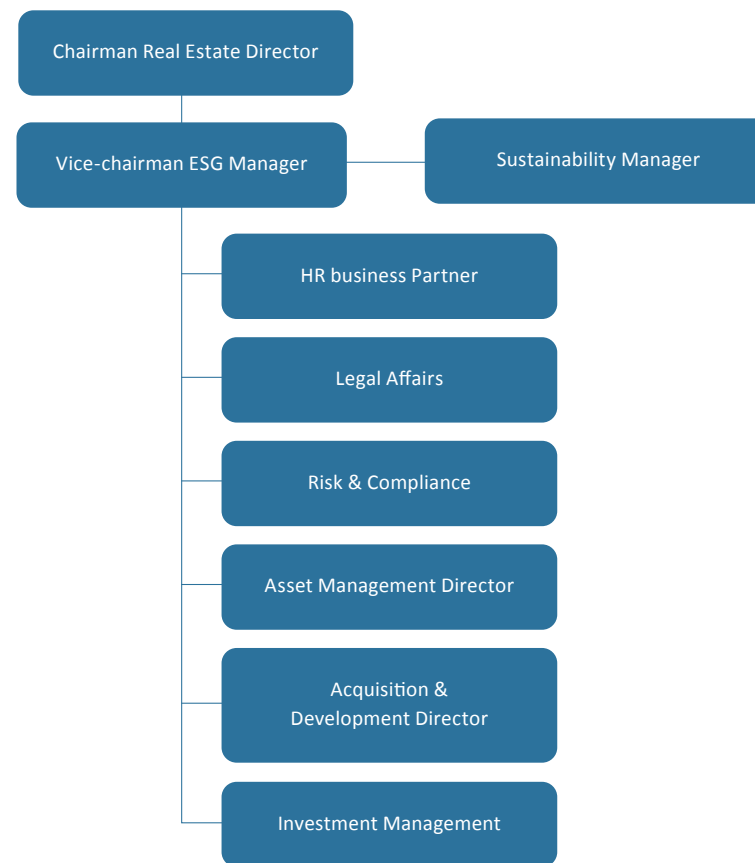 Chairman Real Estate Director
Vice-chairman ESG Manager
Sustainability Manager
HR business Partner
Legal Affairs
Risk & Compliance
Asset Management Director
Acquisition &
Development Director
Investment Management